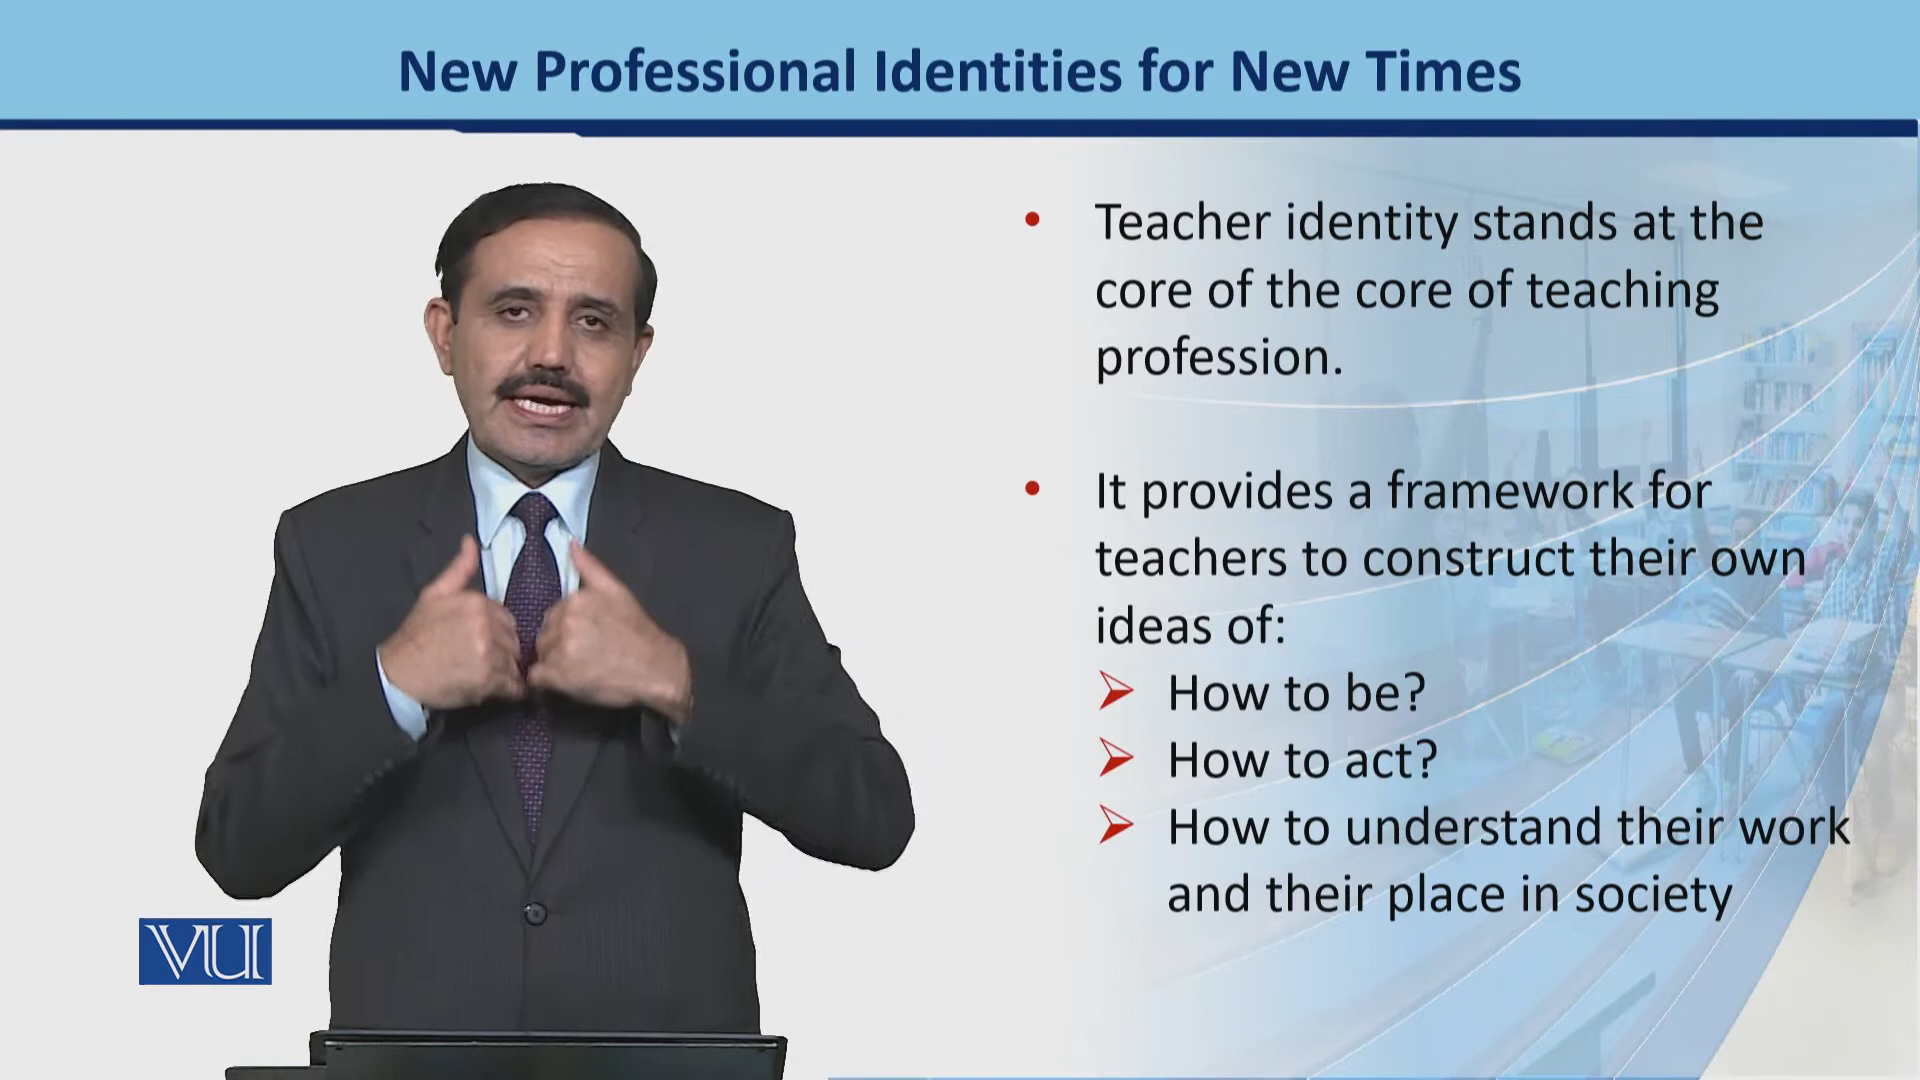 New Professional Identities for New Times
• Teacher identity stands at the
core of the core of teaching
profession.
• It provides a framework for
teachers to construct their own
ideas of:
➢ How to be?
➢ How to act?
➢ How to understand their work
and their place in society
VU